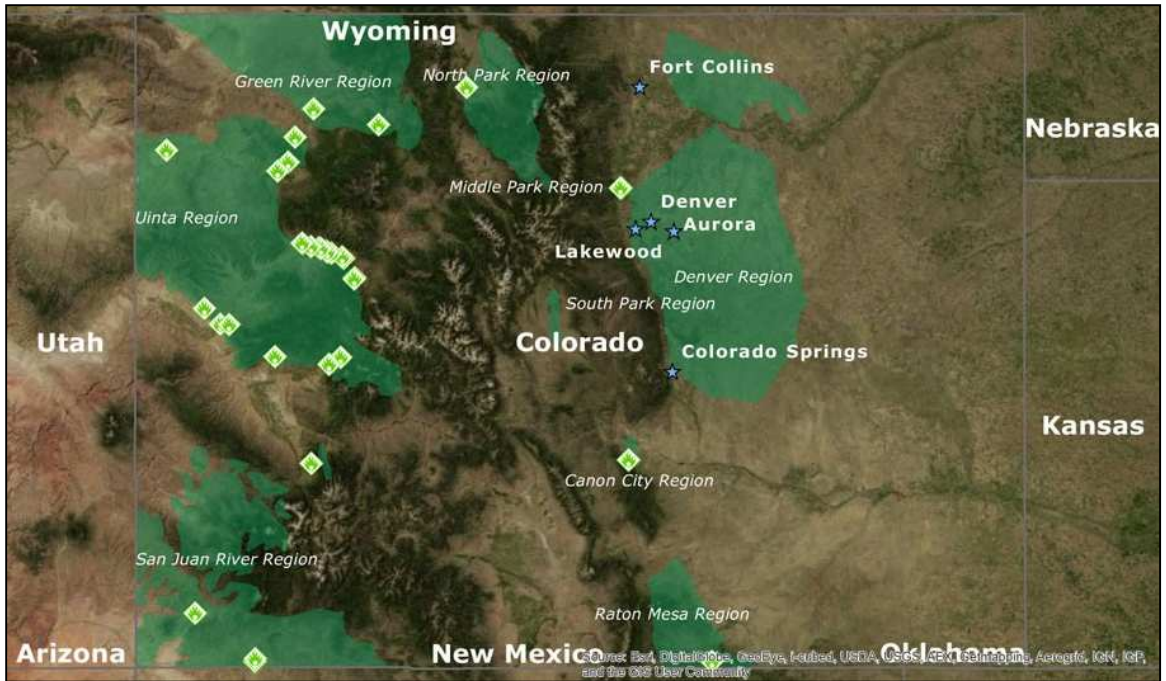 Wyoming
Green River Region
North Park Region
Fort Collins
Nebraska
Middle Park Region
Denver
Aurora
Uinta Region
Lakewood
Denver Region
South Park Region
Utah
Colorado
Colorado Springs
Kansas
Canon City Region
San Juan River Region
Raton Mesa Region
Arizona
New Mexico
Oklahoma
Source: Esri, DigitalGlobe, GeoEye, i-cubed, USDA, USGS, AEX, Getmapping, Aerogrid, IGN, IGP,
and the GIS User Community